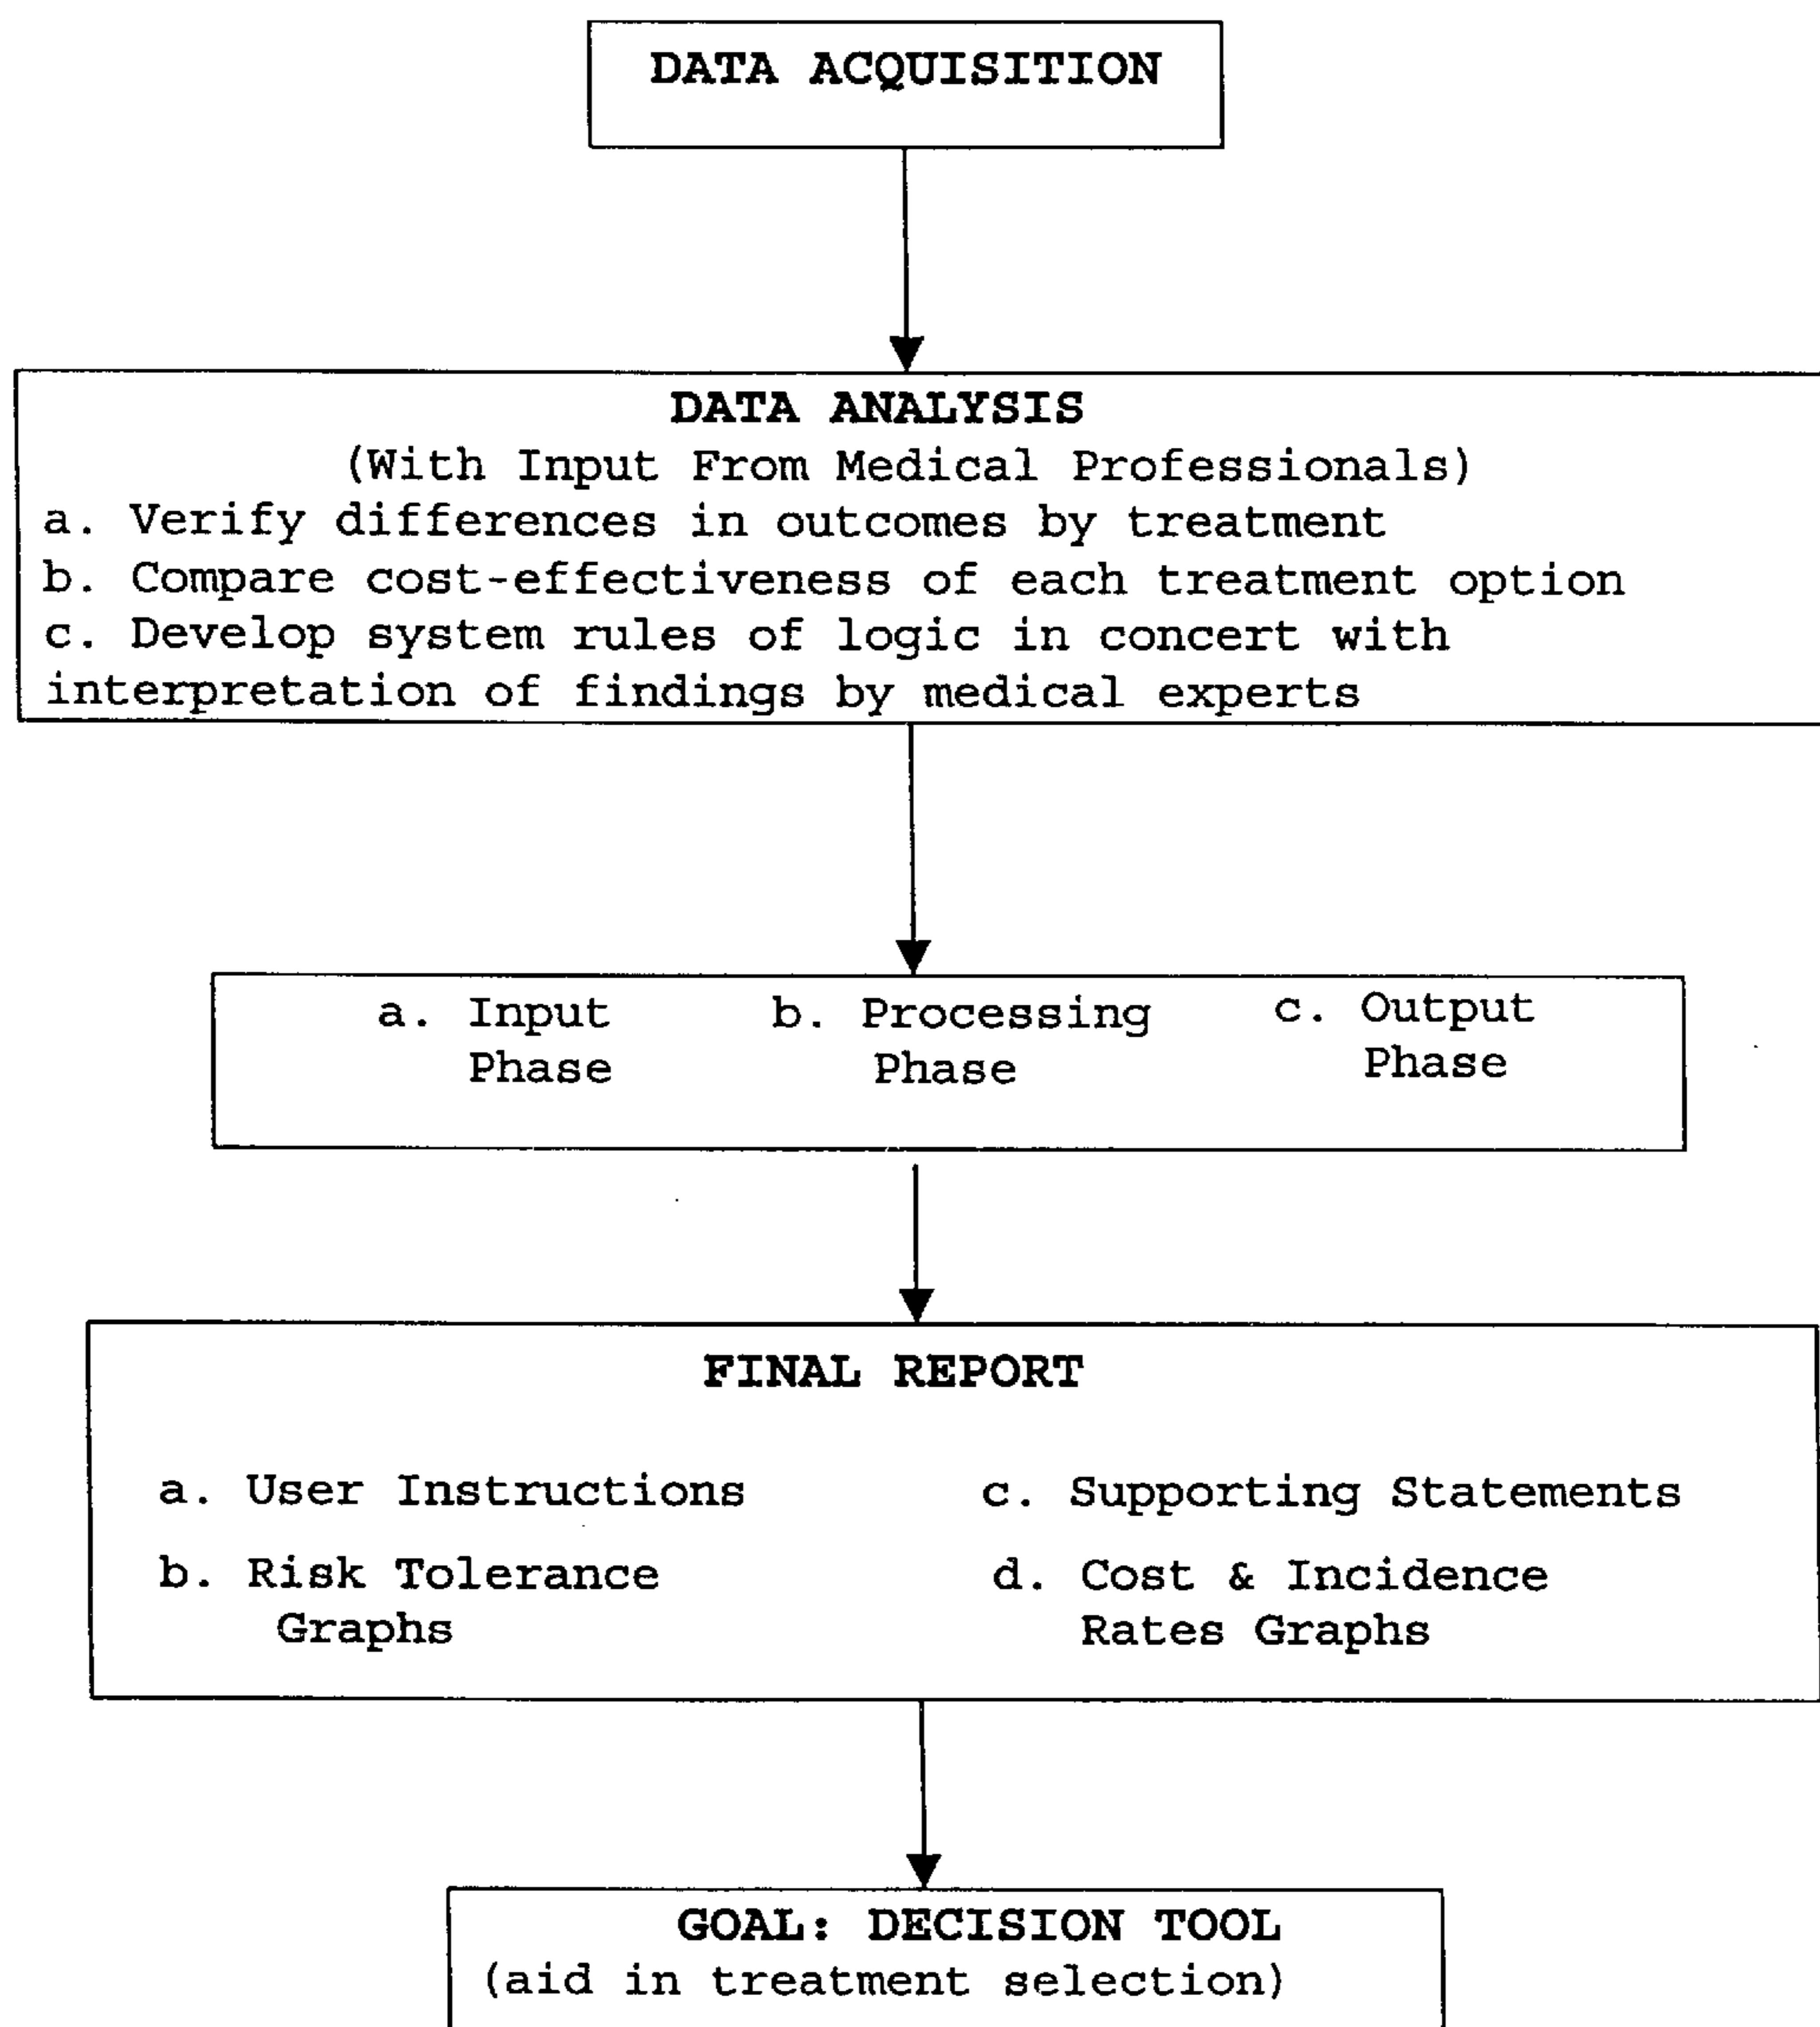 DATA ACQUISITION
DATA ANALYSIS
(With Input From Medical Professionals)
a. Verify differences in outcomes by treatment
b. Compare cost-effectiveness of each treatment option
c. Develop system rules of logic in concert with
interpretation of findings by medical experts
a. Input
Phase
b. Processing
Phase
c. Output
Phase
FINAL REPORT
a. User Instructions
b. Risk Tolerance
Graphs
c. Supporting Statements
d. Cost & Incidence
Rates Graphs
GOAL: DECISION TOOL
(aid in treatment selection)